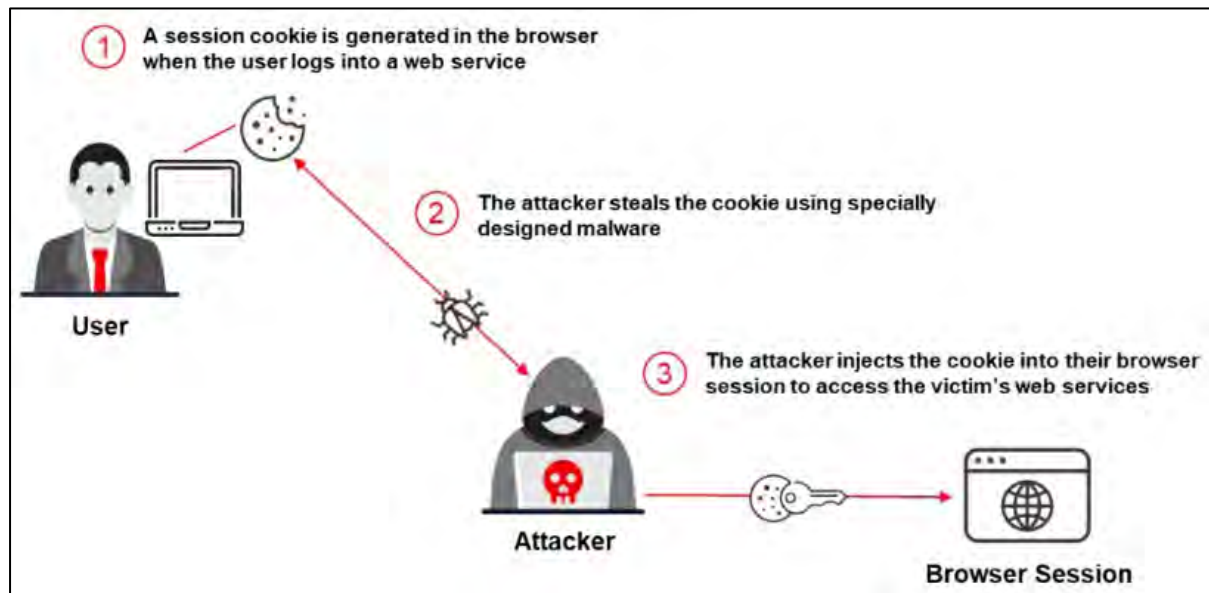 1
A session cookie is generated in the browser
when the user logs into a web service
2
The attacker steals the cookie using specially
designed malware
User
3
The attacker injects the cookie into their browser
session to access the victim's web services
Attacker
Browser Session